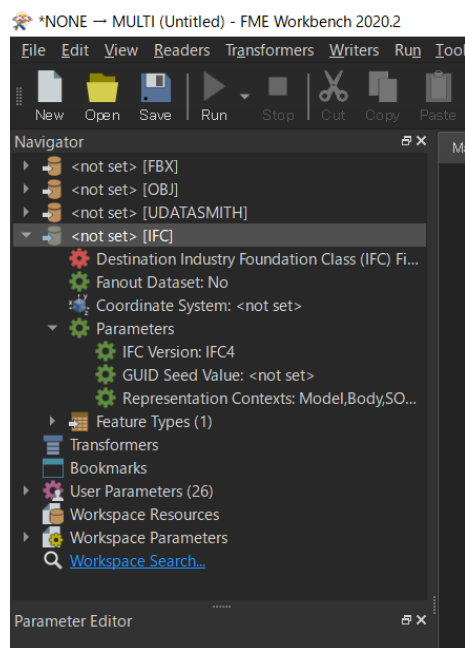 *NONE → MULTI (Untitled) - FME Workbench 2020.2
File Edit View Readers Transformers Writers Run
New Open Save Run Stop Cut Copy Paste
Navigator
<not set> [FBX]
<not set> [OBJ]
<not set> [UDATASMITH]
<not set> [IFC]
Destination Industry Foundation Class (IFC) Fi...
Fanout Dataset: No
Coordinate System: <not set>
Parameters
IFC Version: IFC4
GUID Seed Value: <not set>
Representation Contexts: Model,Body,SO...
Feature Types (1)
Transformers
Bookmarks
User Parameters (26)
Workspace Resources
Workspace Parameters
Workspace Search...
Parameter Editor